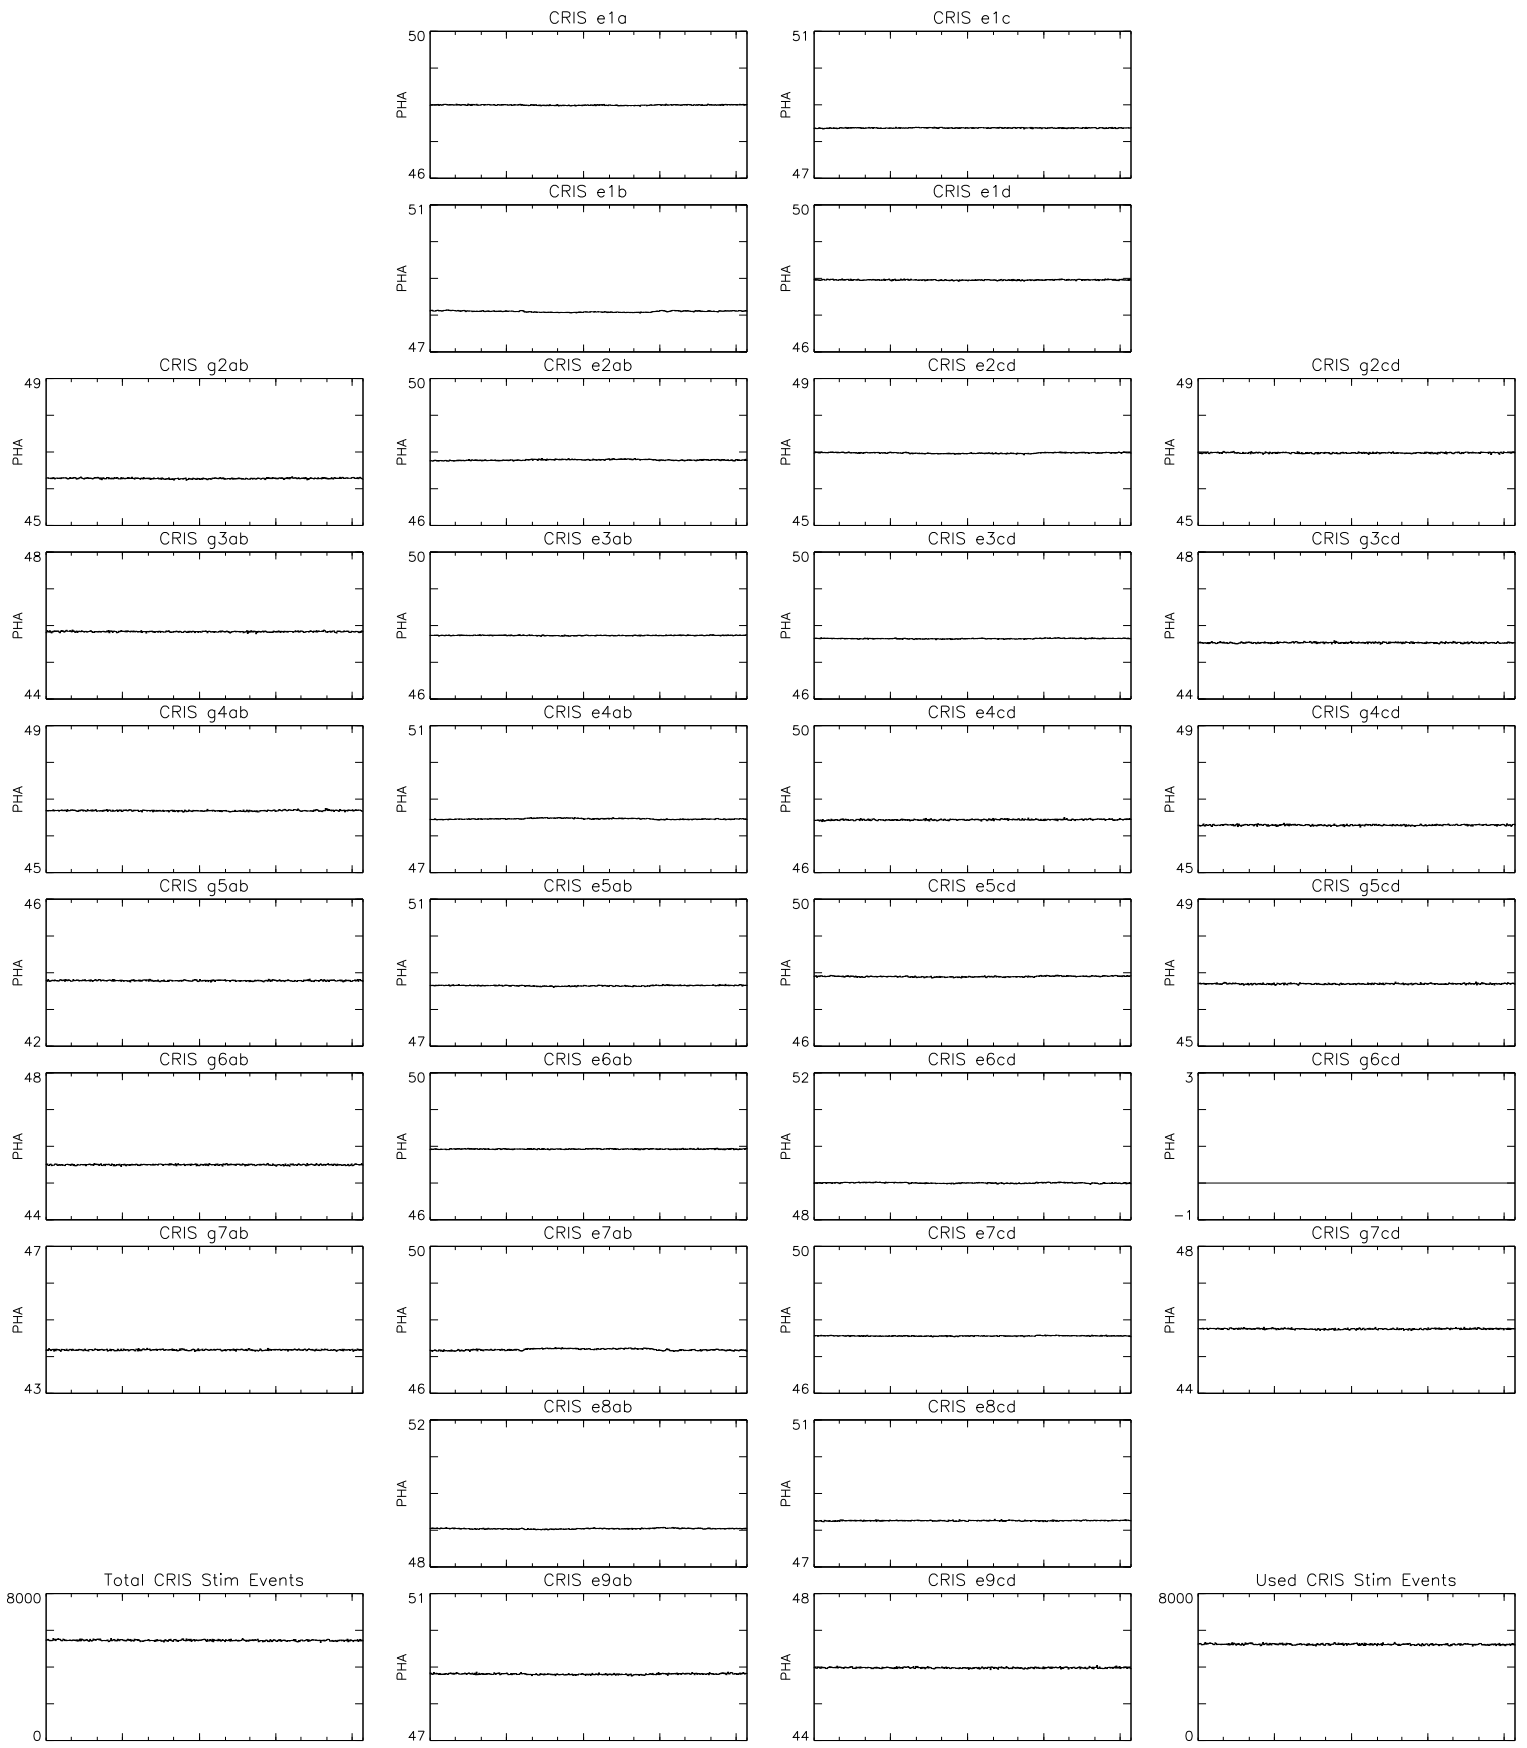 CRIS e1a
CRIS e1c
50
PHA
46
51
PHA
47
CRIS e1b
CRIS e1d
51
PHA
47
50
PHA
46
CRIS g2ab
CRIS e2ab
CRIS e2cd
CRIS g2cd
49
PHA
45
50
PHA
46
49
PHA
45
49
PHA
45
CRIS g3ab
CRIS e3ab
CRIS e3cd
CRIS g3cd
48
PHA
44
50
PHA
46
50
PHA
46
48
PHA
44
CRIS g4ab
CRIS e4ab
CRIS e4cd
CRIS g4cd
49
PHA
45
51
PHA
47
50
PHA
46
49
PHA
45
CRIS g5ab
CRIS e5ab
CRIS e5cd
CRIS g5cd
46
PHA
42
51
PHA
47
50
PHA
46
49
PHA
45
CRIS g6ab
CRIS e6ab
CRIS e6cd
CRIS g6cd
48
PHA
44
50
PHA
46
52
PHA
48
3
PHA
-1
CRIS g7ab
CRIS e7ab
CRIS e7cd
CRIS g7cd
47
PHA
43
50
PHA
46
50
PHA
46
48
PHA
44
CRIS e8ab
CRIS e8cd
52
PHA
48
51
PHA
47
Total CRIS Stim Events
CRIS e9ab
CRIS e9cd
Used CRIS Stim Events
8000
0
51
PHA
47
48
PHA
44
8000
0